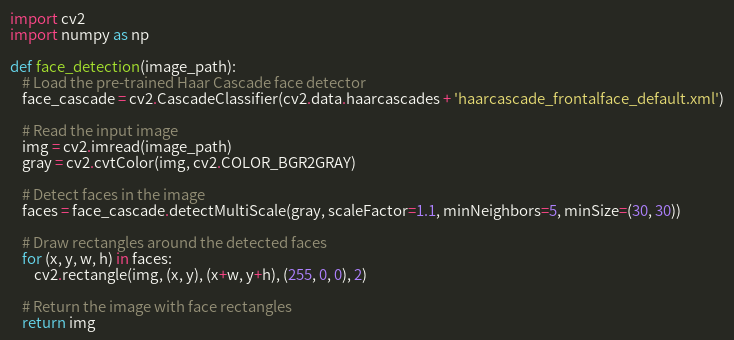 import cv2
import numpy as np
def face_detection(image_path):
# Load the pre-trained Haar Cascade face detector
face_cascade = cv2.CascadeClassifier(cv2.data.haarcascades + 'haarcascade_frontalface_default.xml')
# Read the input image
img = cv2.imread(image_path)
gray = cv2.cvtColor(img, cv2.COLOR_BGR2GRAY)
# Detect faces in the image
faces = face_cascade.detectMultiScale(gray, scaleFactor=1.1, minNeighbors=5, minSize=(30, 30))
# Draw rectangles around the detected faces
for (x, y, w, h) in faces:
cv2.rectangle(img, (x, y), (x+w, y+h), (255, 0, 0), 2)
# Return the image with face rectangles
return img